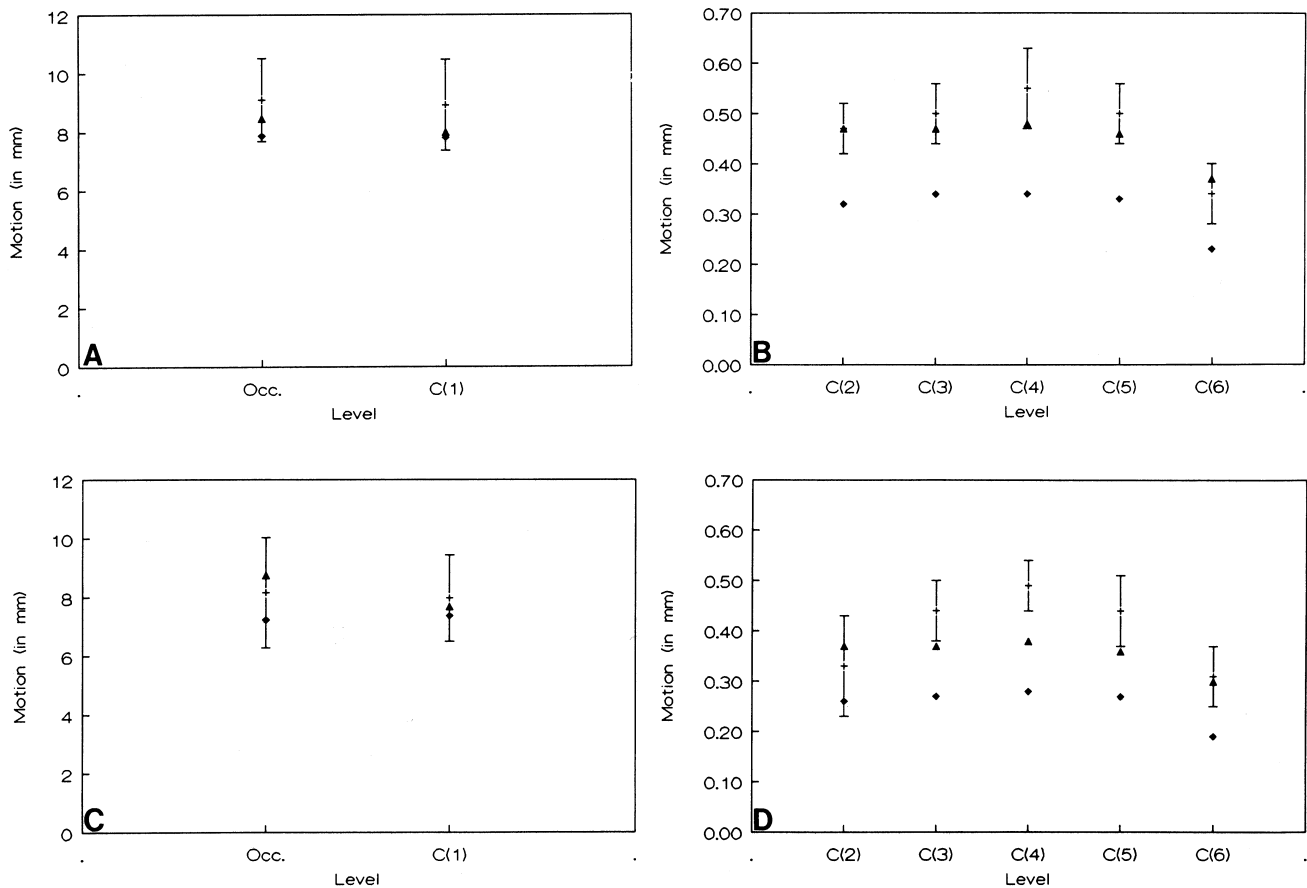 12
10
8
6
4
2
0
Motion (in mm)
A
Occ. C(1)
Level
0.70
0.60
0.50
0.40
0.30
0.20
0.10
0.00
Motion (in mm)
B
C(2) C(3) C(4) C(5) C(6)
Level
12
10
8
6
4
2
0
Motion (in mm)
C
Occ. C(1)
Level
0.70
0.60
0.50
0.40
0.30
0.20
0.10
0.00
Motion (in mm)
D
C(2) C(3) C(4) C(5) C(6)
Level